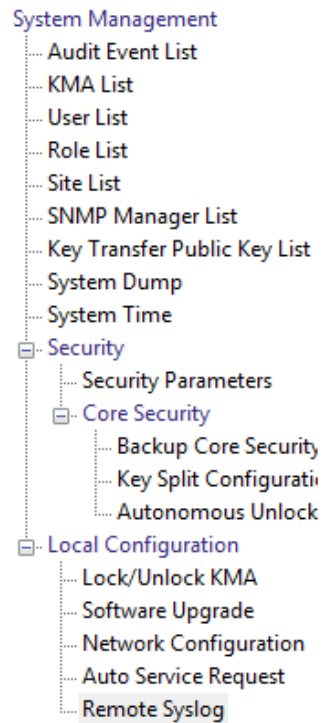 System Management
Audit Event List
KMA List
User List
Role List
Site List
SNMP Manager List
Key Transfer Public Key List
System Dump
System Time
Security
Security Parameters
Core Security
Backup Core Security
Key Split Configurati
Autonomous Unlock
Local Configuration
Lock/Unlock KMA
Software Upgrade
Network Configuration
Auto Service Request
Remote Syslog